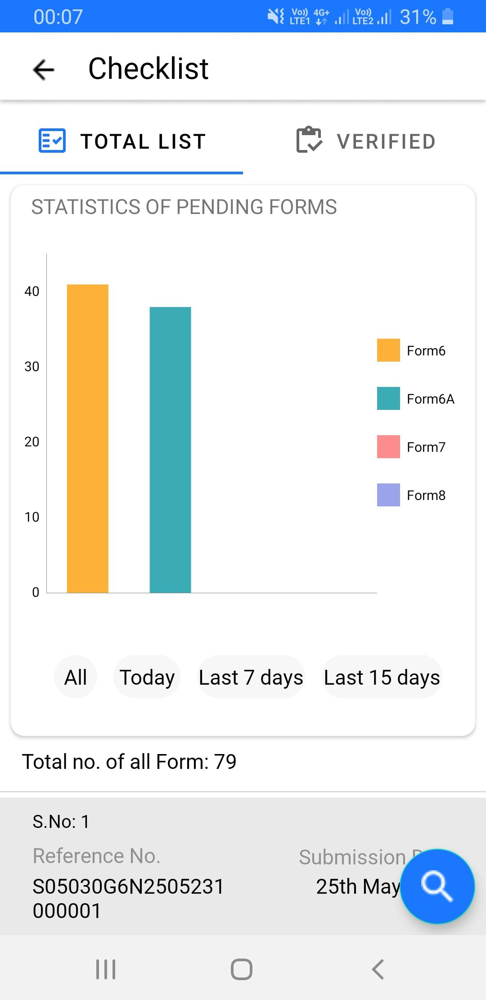 00:07
Vo)) LTE1 4G+ Vo)) LTE2 31%
Checklist
TOTAL LIST VERIFIED
STATISTICS OF PENDING FORMS
40
30
20
10
0
Form6
Form6A
Form7
Form8
All Today Last 7 days Last 15 days
Total no. of all Form: 79
S.No: 1
Reference No. Submission
S05030G6N2505231 25th May
000001